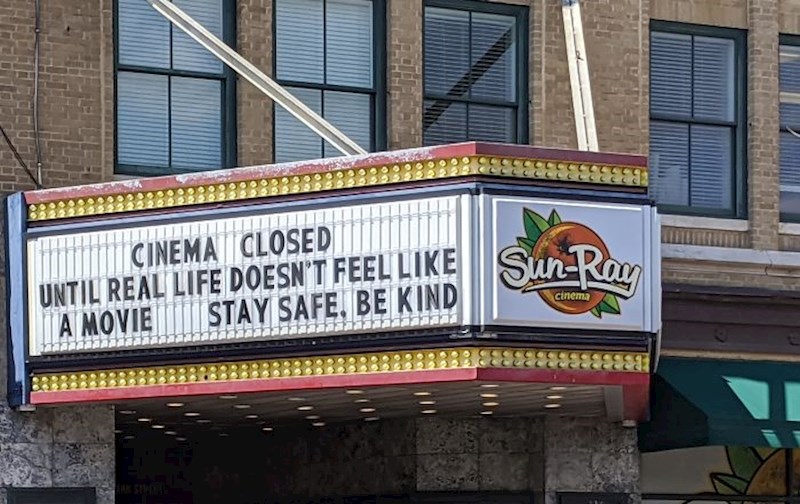 CINEMA CLOSED
UNTIL REAL LIFE DOESN'T FEEL LIKE
A MOVIE STAY SAFE. BE KIND
Sun-Ray
cinema